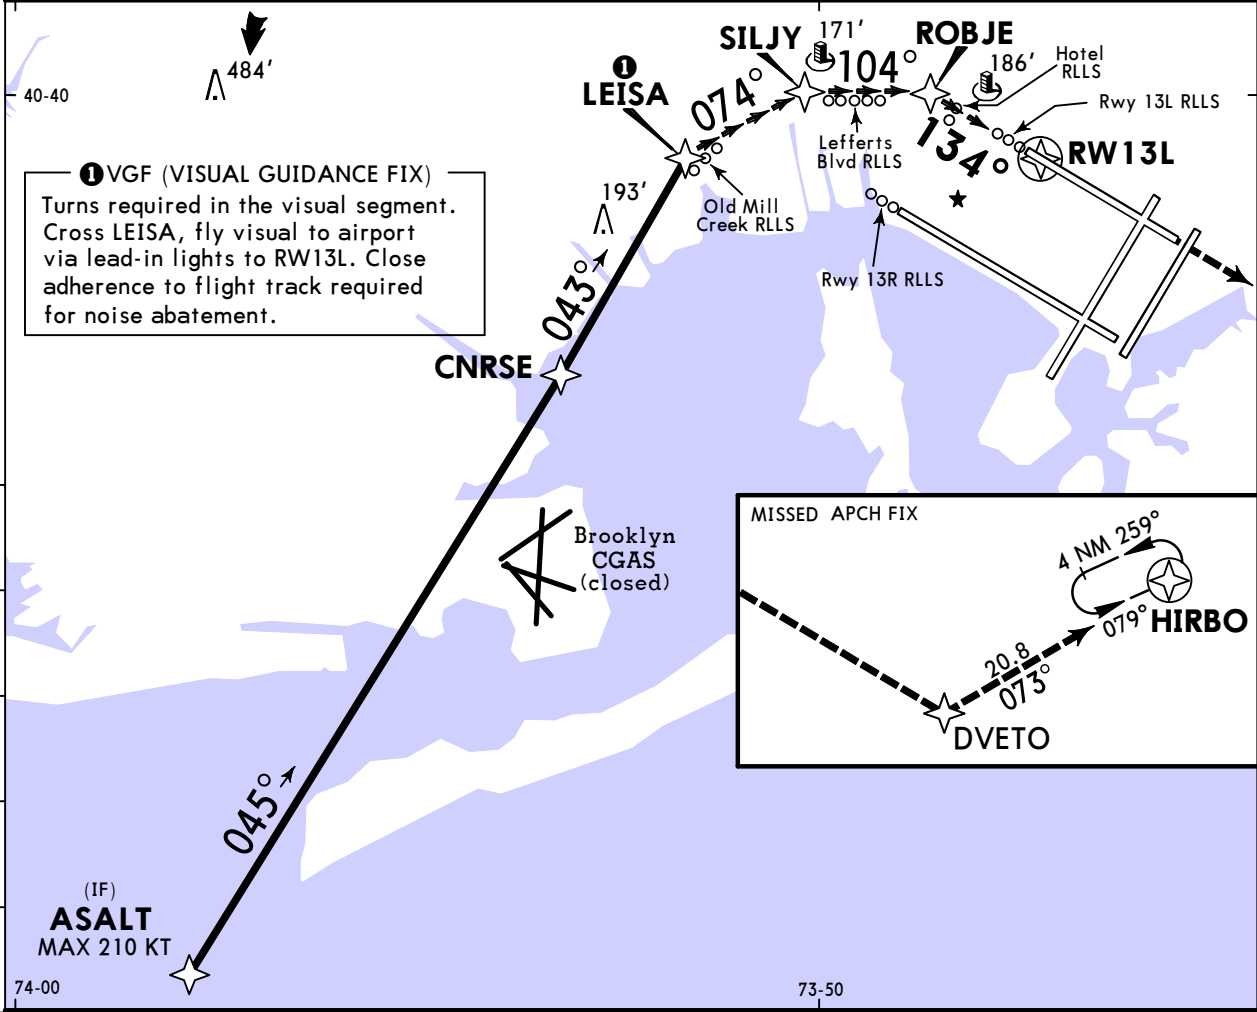 484'
40-40
❶VGF (VISUAL GUIDANCE FIX)
Turns required in the visual segment.
Cross LEISA, fly visual to airport
via lead-in lights to RW13L. Close
adherence to flight track required
for noise abatement.
❶
LEISA
074°
SILJY
171'
104°
ROBJE
186'
Hotel
RLLS
Rwy 13L RLLS
Lefferts
Blvd RLLS
134°
RW13L
193'
Old Mill
Creek RLLS
Rwy 13R RLLS
043°
CNRSE
Brooklyn
CGAS
(closed)
MISSED APCH FIX
4 NM 259°
079°
HIRBO
20.8
073°
DVETO
045°
(IF)
ASALT
MAX 210 KT
74-00
73-50